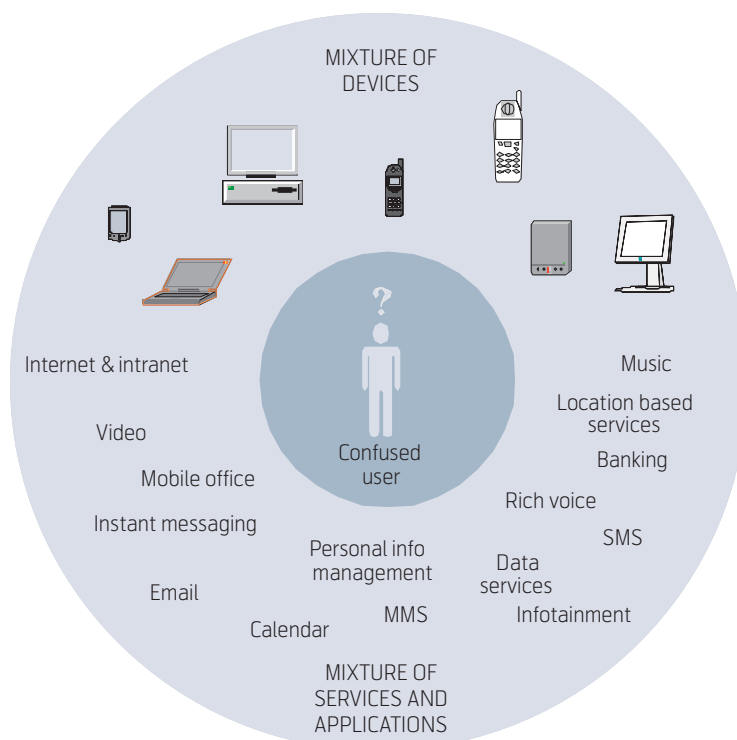 MIXTURE OF
DEVICES
?
Confused
user
Internet & intranet
Video
Mobile office
Instant messaging
Email
Calendar
Personal info
management
MMS
Music
Location based
services
Banking
Rich voice
SMS
Data
services
Infotainment
MIXTURE OF
SERVICES AND
APPLICATIONS